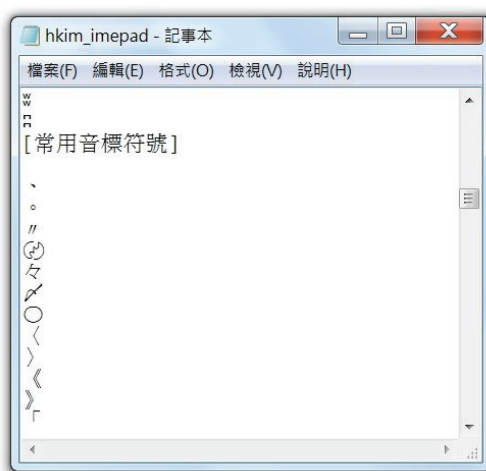 hkim_imepad - 記事本
檔案(F) 編輯(E) 格式(O) 檢視(V) 說明(H)
[常用音標符號]
、
。
〃
〄
々
〆
〇
〈
〉
《
》
「